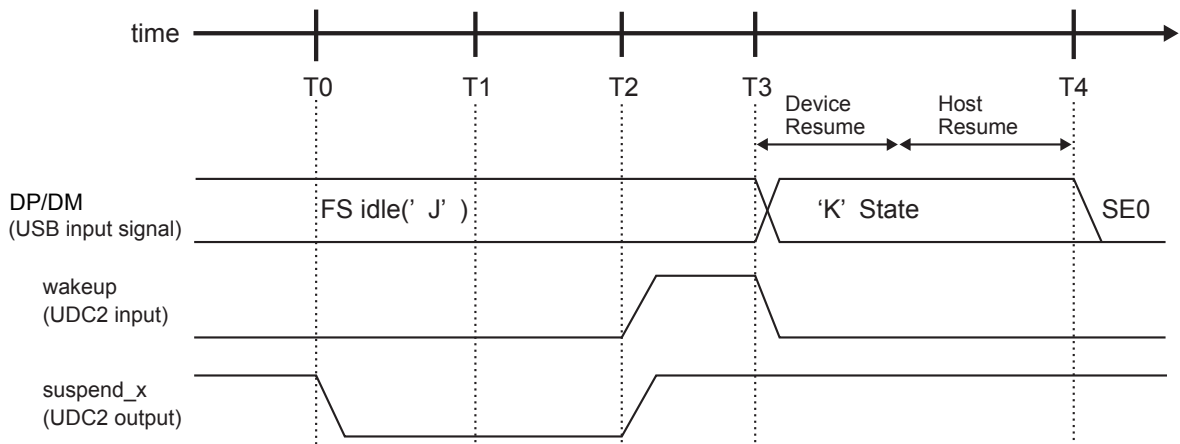 time
T0 T1 T2 T3 T4
Device Resume
Host Resume
DP/DM
(USB input signal)
FS idle(’ J’ )
‘K’ State
SE0
wakeup
(UDC2 input)
suspend_x
(UDC2 output)